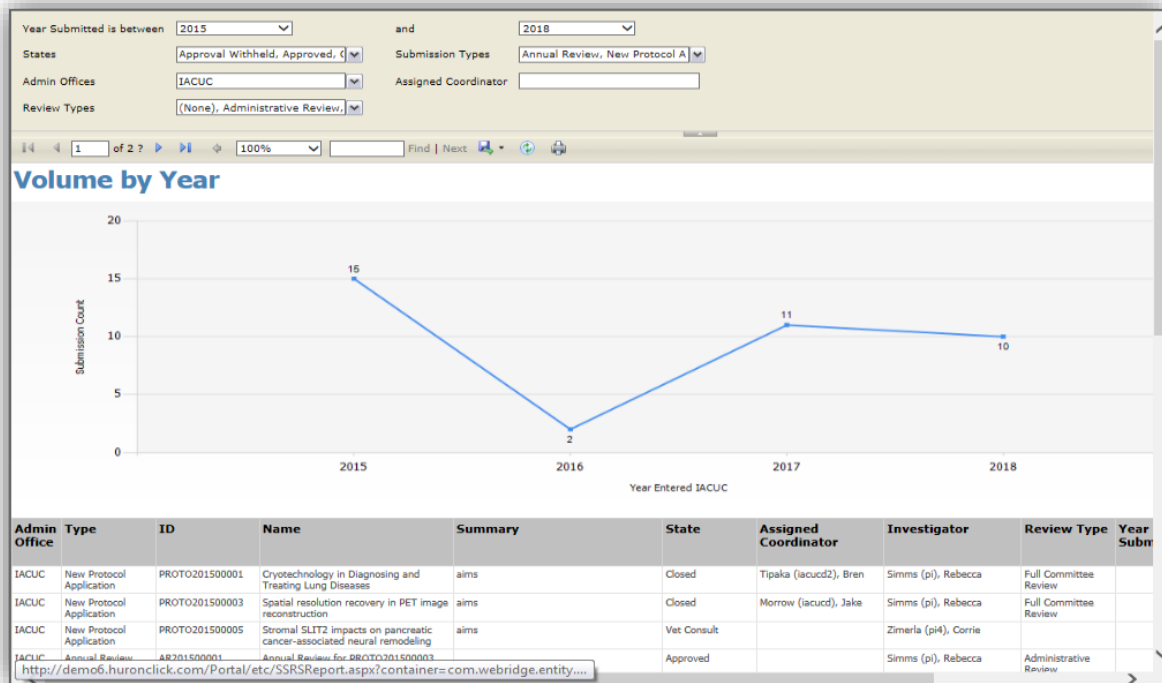 Year Submitted is between 2015 and 2018
States Approval Withheld, Approved, ( Submission Types Annual Review, New Protocol A
Admin Offices IACUC Assigned Coordinator
Review Types (None), Administrative Review,
1 of 2 ? 100% Find | Next
Volume by Year
20
15
10
5
0
Submission Count
15
2
11
10
2015 2016 2017 2018
Year Entered IACUC
Admin Type ID Name Summary State Assigned Investigator Review Type Year
Office Coordinator Subm
IACUC New Protocol PROTO201500001 Cryotechnology in Diagnosing and aims Closed Tipaka (iacucd2), Bren Simms (pi), Rebecca Full Committee
Application Treating Lung Diseases Review
IACUC New Protocol PROTO201500003 Spatial resolution recovery in PET image aims Closed Morrow (iacucd), Jake Simms (pi), Rebecca Full Committee
Application reconstruction Review
IACUC New Protocol PROTO201500005 Stromal SLIT2 impacts on pancreatic aims Vet Consult Zimerla (pi4), Corrie
Application cancer-associated neural remodeling
IACUC Annual Review AR201500001 Annual Review for PROTO201500003 Approved Simms (pi), Rebecca Administrative
Review
http://demo6.huronclick.com/Portal/etc/SSRSReport.aspx?container=com.webridge.entity....